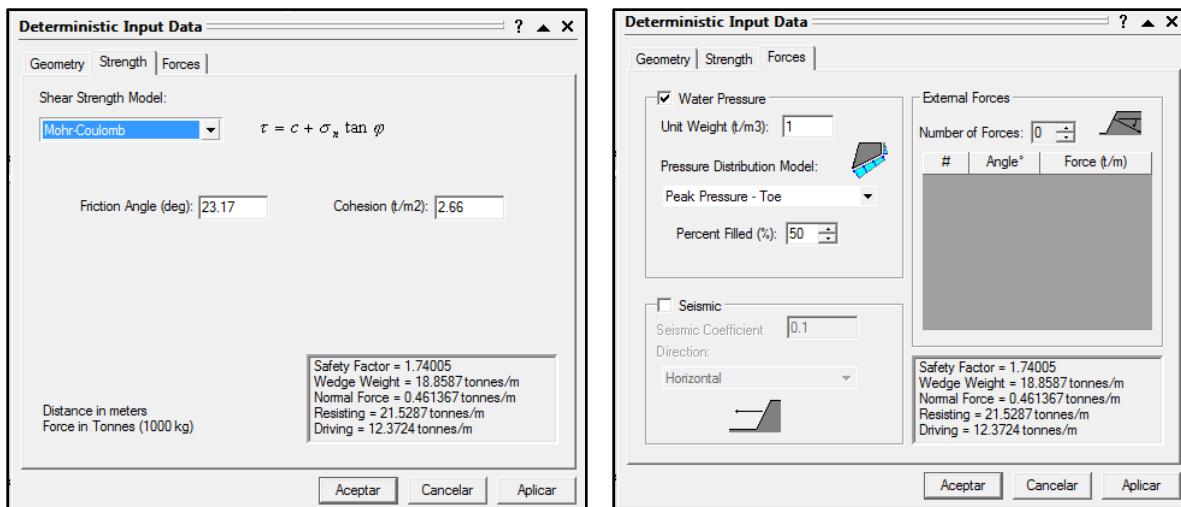 Deterministic Input Data ? ▲ X
Geometry Strength Forces
Shear Strength Model:
Mohr-Coulomb τ = c + σn tan φ
Friction Angle (deg): 23.17 Cohesion (t/m2): 2.66
Safety Factor = 1.74005
Wedge Weight = 18.8587 tonnes/m
Normal Force = 0.461367 tonnes/m
Resisting = 21.5287 tonnes/m
Driving = 12.3724 tonnes/m
Distance in meters
Force in Tonnes (1000 kg)
Aceptar Cancelar Aplicar
Deterministic Input Data ? ▲ X
Geometry Strength Forces
Water Pressure
Unit Weight (t/m3): 1
Pressure Distribution Model:
Peak Pressure - Toe
Percent Filled (%): 50
Seismic
Seismic Coefficient 0.1
Direction:
Horizontal
External Forces
Number of Forces: 0
# Angle° Force (t/m)
Safety Factor = 1.74005
Wedge Weight = 18.8587 tonnes/m
Normal Force = 0.461367 tonnes/m
Resisting = 21.5287 tonnes/m
Driving = 12.3724 tonnes/m
Aceptar Cancelar Aplicar